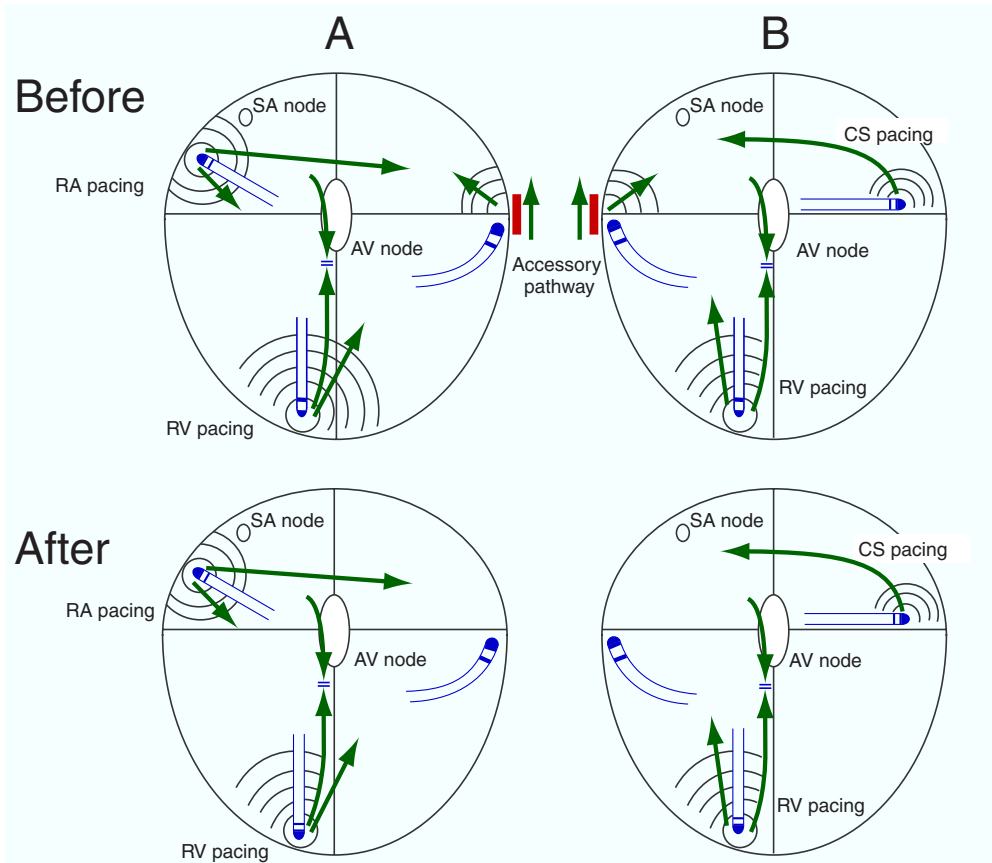 A
B
Before
SA node
RA pacing
AV node
RV pacing
Accessory
pathway
SA node
CS pacing
AV node
RV pacing
After
SA node
RA pacing
AV node
RV pacing
SA node
CS pacing
AV node
RV pacing